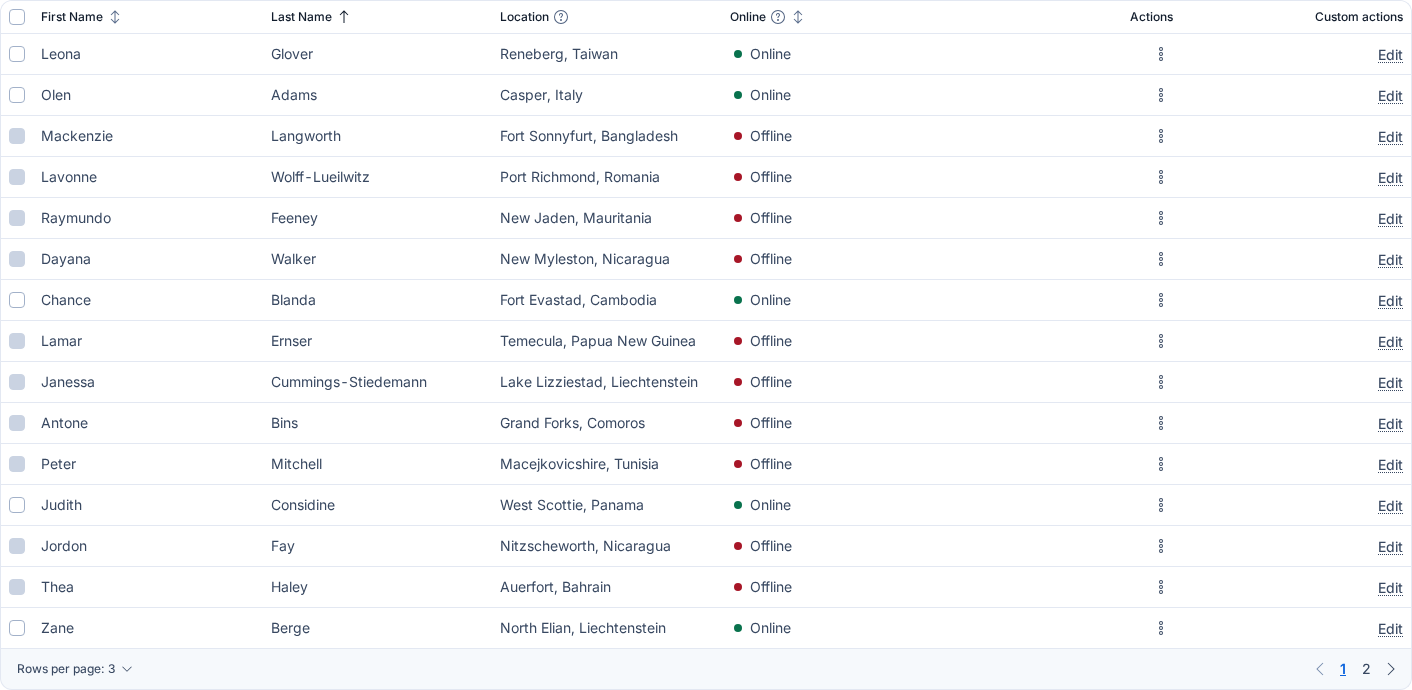 First Name Last Name Location Online Actions Custom actions
Leona Glover Reneberg, Taiwan Online Edit
Olen Adams Casper, Italy Online Edit
Mackenzie Langworth Fort Sonnyfurt, Bangladesh Offline Edit
Lavonne Wolff-Lueilwitz Port Richmond, Romania Offline Edit
Raymundo Feeney New Jaden, Mauritania Offline Edit
Dayana Walker New Myleston, Nicaragua Offline Edit
Chance Blanda Fort Evastad, Cambodia Online Edit
Lamar Ernser Temecula, Papua New Guinea Offline Edit
Janessa Cummings-Stiedemann Lake Lizziestad, Liechtenstein Offline Edit
Antone Bins Grand Forks, Comoros Offline Edit
Peter Mitchell Macejkovicshire, Tunisia Offline Edit
Judith Considine West Scottie, Panama Online Edit
Jordon Fay Nitzscheworth, Nicaragua Offline Edit
Thea Haley Auerfort, Bahrain Offline Edit
Zane Berge North Elian, Liechtenstein Online Edit
Rows per page: 3 1 2